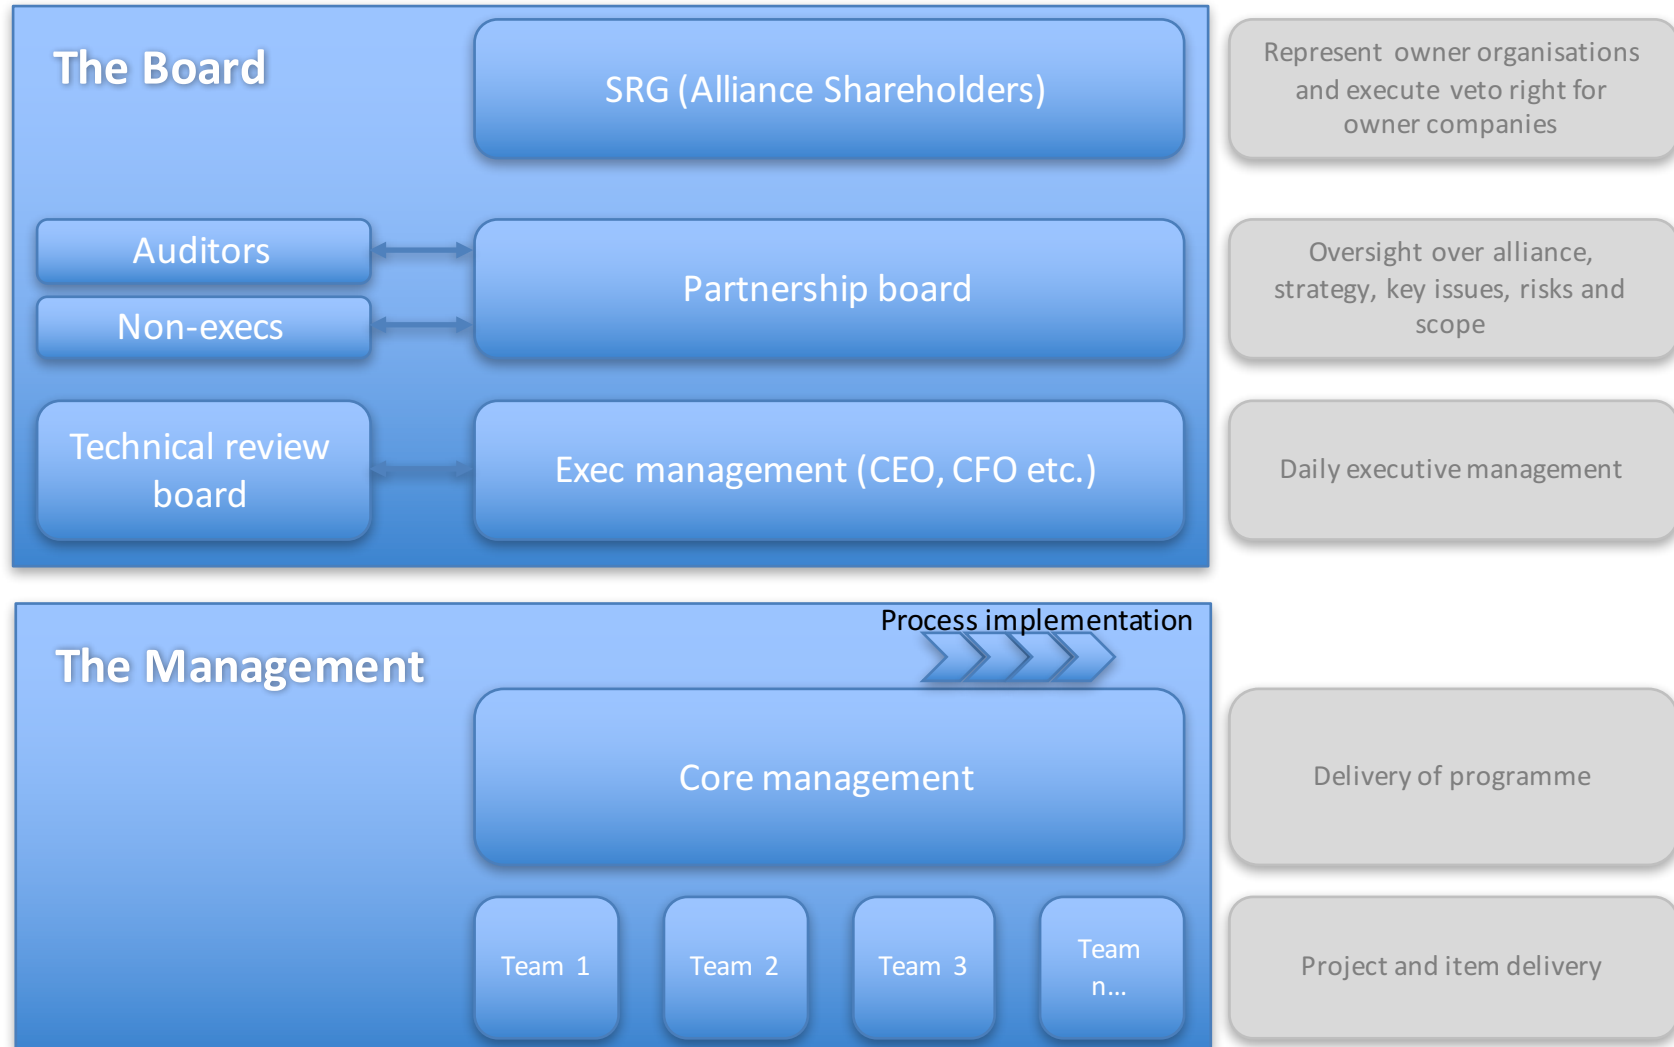 The Board
SRG (Alliance Shareholders)
Represent owner organisations
and execute veto right for
owner companies
Auditors
Non-execs
Partnership board
Oversight over alliance,
strategy, key issues, risks and
scope
Technical review
board
Exec management (CEO, CFO etc.)
Daily executive management
Process implementation
The Management
Core management
Delivery of programme
Team 1
Team 2
Team 3
Team
n...
Project and item delivery